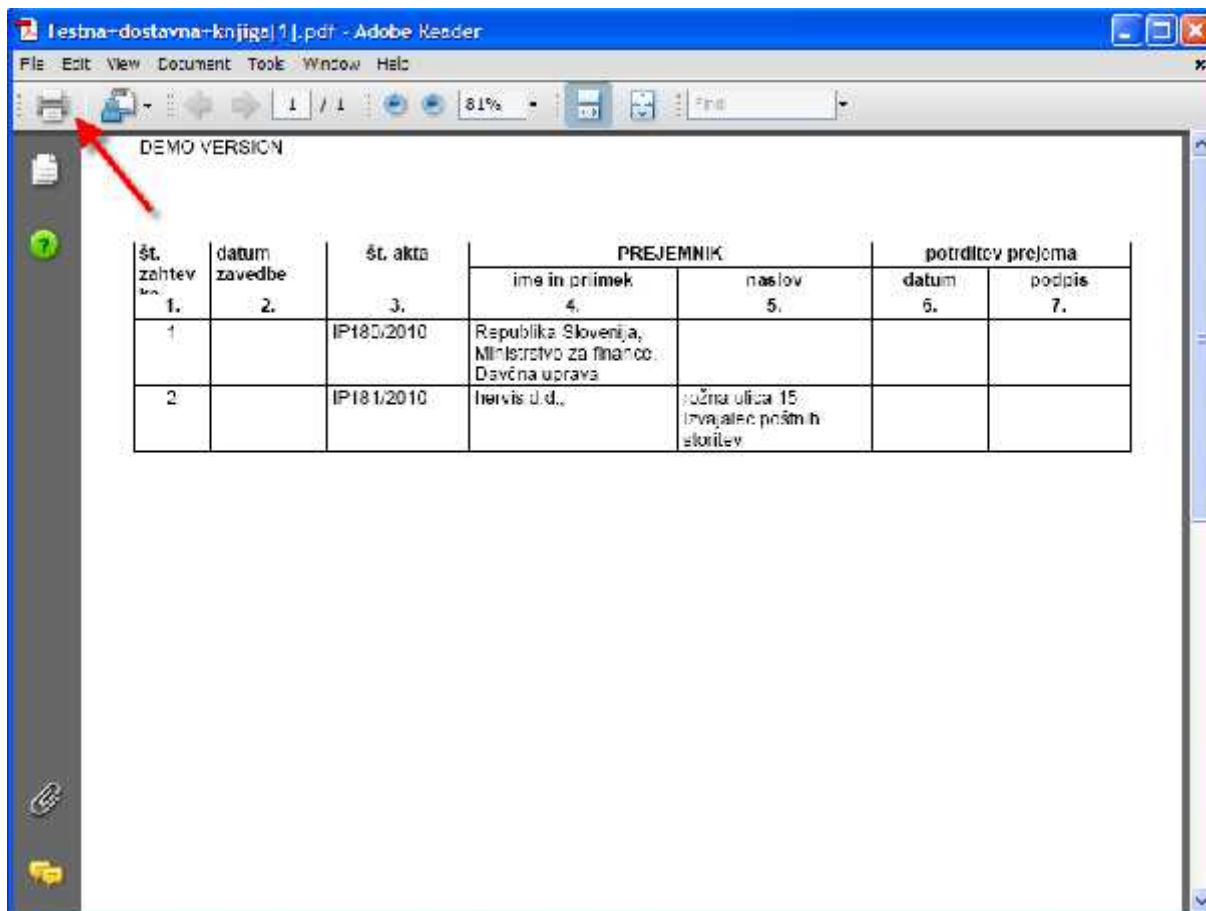 Testna+dostavna+knjiga[1].pdf - Adobe Reader
File Edit View Document Tools Window Help
1 / 1 81% Find
DEMO VERSION
št. zahtev
datum zavedbe
št. akta
PREJEMNIK
potrditev prejema
ime in priimek
naslov
datum
podpis
1. 2. 3. 4. 5. 6. 7.
1 IP180/2010 Republika Slovenija,
Ministrstvo za finance,
Davčna uprava
2 IP181/2010 hervis d.d., rožna ulica 15
izvajalec poštnih
storitev